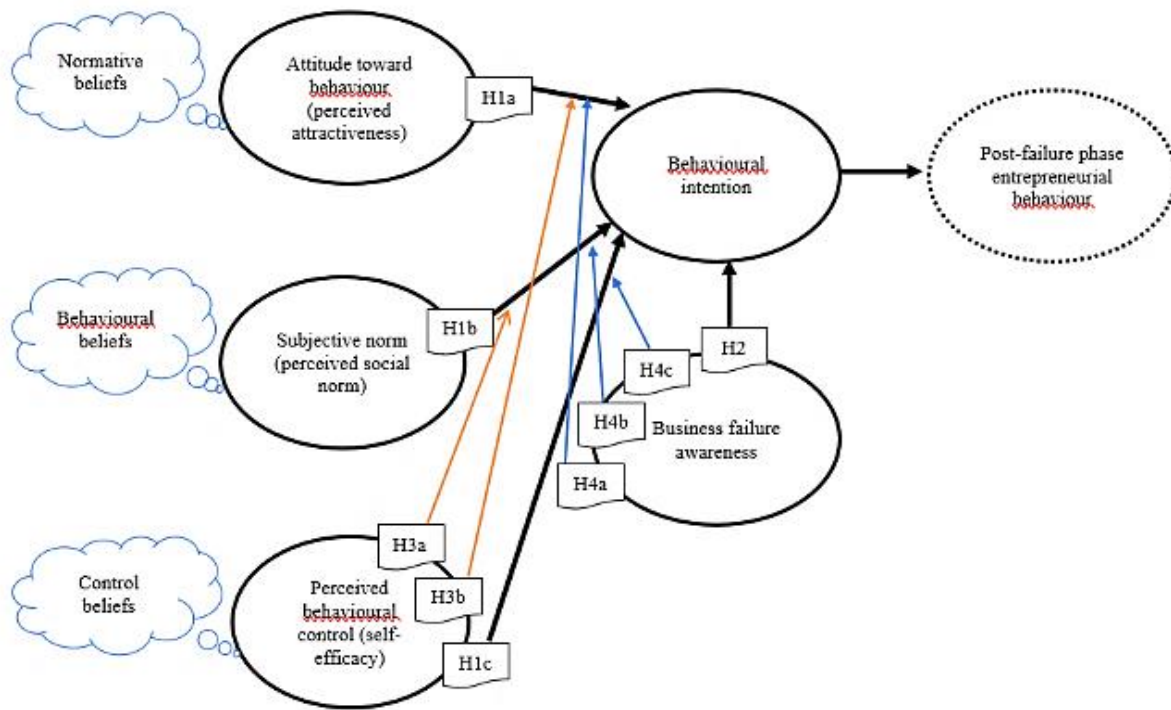 Normative
beliefs
Attitude toward
behaviour
(perceived
attractiveness)
H1a
Behavioural
intention
Post-failure phase
entrepreneurial
behaviour
Behavioural
beliefs
Subjective norm
(perceived social
norm)
H1b
H2
H4c
H4b
H4a
Business failure
awareness
Control
beliefs
H3a
H3b
H1c
Perceived
behavioural
control (self-
efficacy)